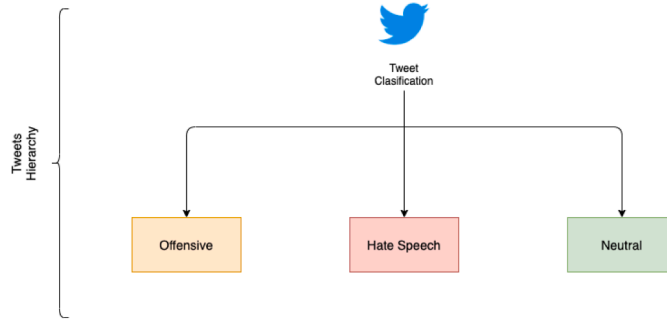 Tweet
Clasification
Tweets
Hierarchy
Offensive
Hate Speech
Neutral